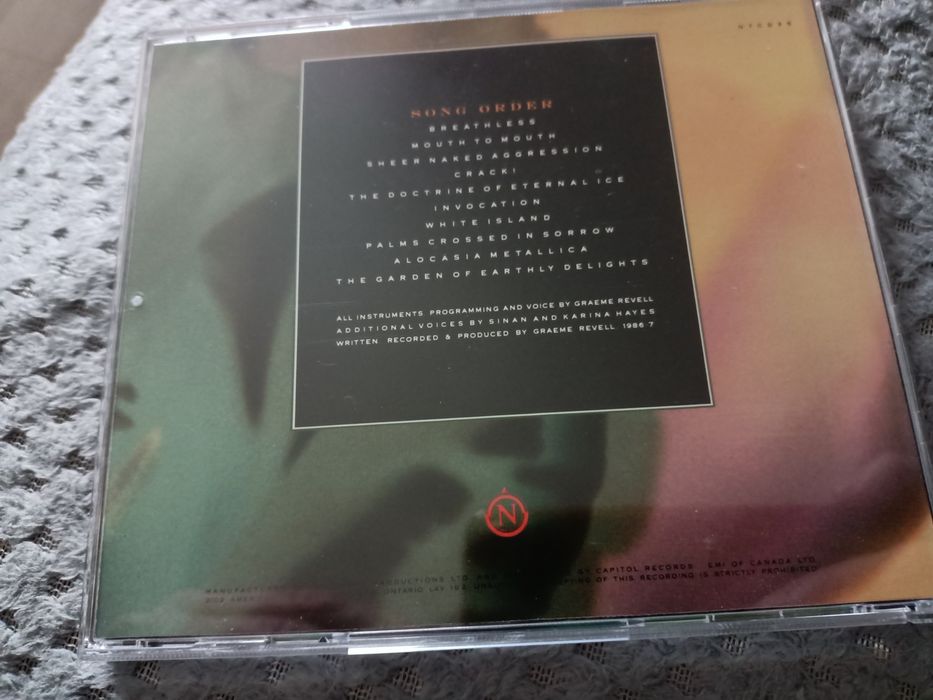 SONG ORDER
BREATHLESS
MOUTH TO MOUTH
SHEER NAKED AGGRESSION
CRACK!
THE DOCTRINE OF ETERNAL ICE
INVOCATION
WHITE ISLAND
PALMS CROSSED IN SORROW
ALOCASIA METALLICA
THE GARDEN OF EARTHLY DELIGHTS
ALL INSTRUMENTS PROGRAMMING AND VOICE BY GRAEME REVELL
ADDITIONAL VOICES BY SINAN AND KARINA HAYES
WRITTEN RECORDED & PRODUCED BY GRAEME REVELL 1986 7
N
BY CAPITOL RECORDS EMI OF CANADA LTD.
ONTARIO OF THIS RECORDING IS STRICTLY PROHIBITED